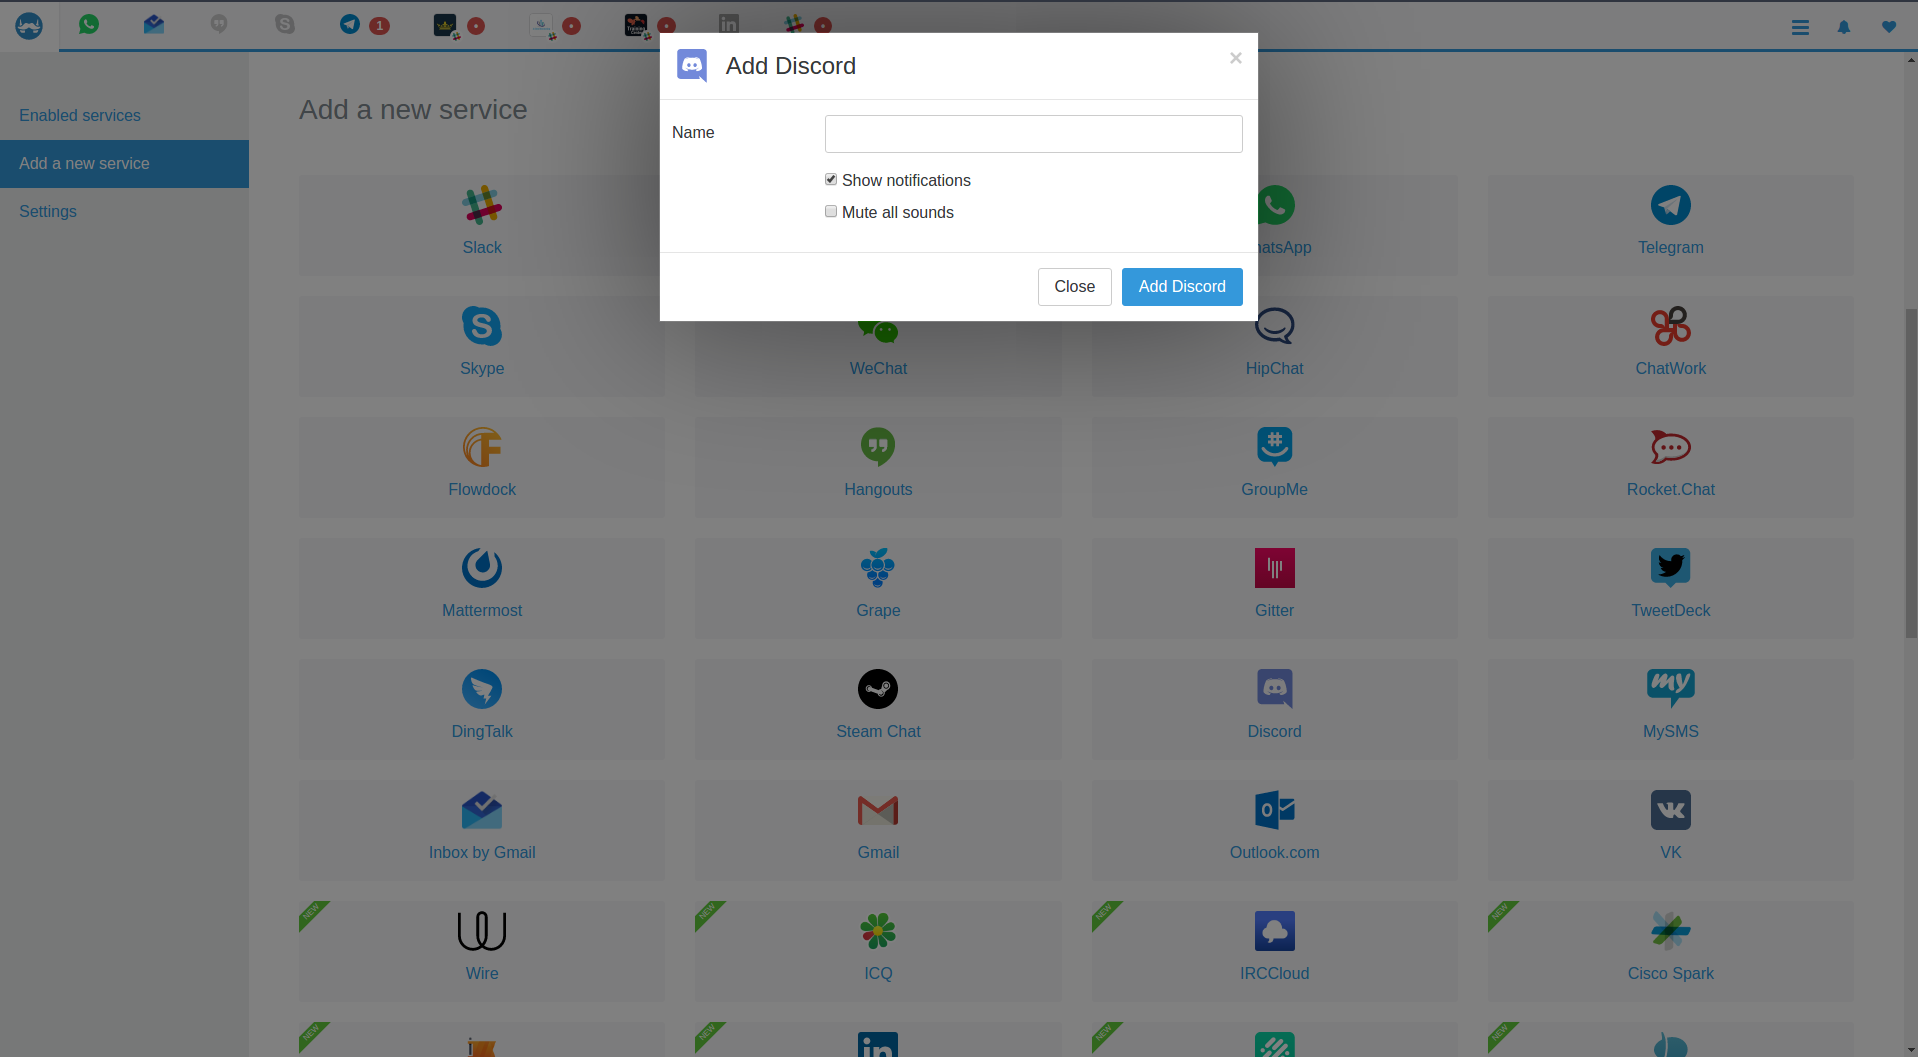 1
Add Discord
×
Name
Show notifications
Mute all sounds
Close
Add Discord
Enabled services
Add a new service
Settings
Add a new service
Slack
hatsApp
Telegram
Skype
WeChat
HipChat
ChatWork
Flowdock
Hangouts
GroupMe
Rocket.Chat
Mattermost
Grape
Gitter
TweetDeck
DingTalk
Steam Chat
Discord
my
MySMS
Inbox by Gmail
Gmail
Outlook.com
VK
NEW
Wire
NEW
ICQ
NEW
IRCCloud
NEW
Cisco Spark
NEW
NEW
in
NEW
NEW